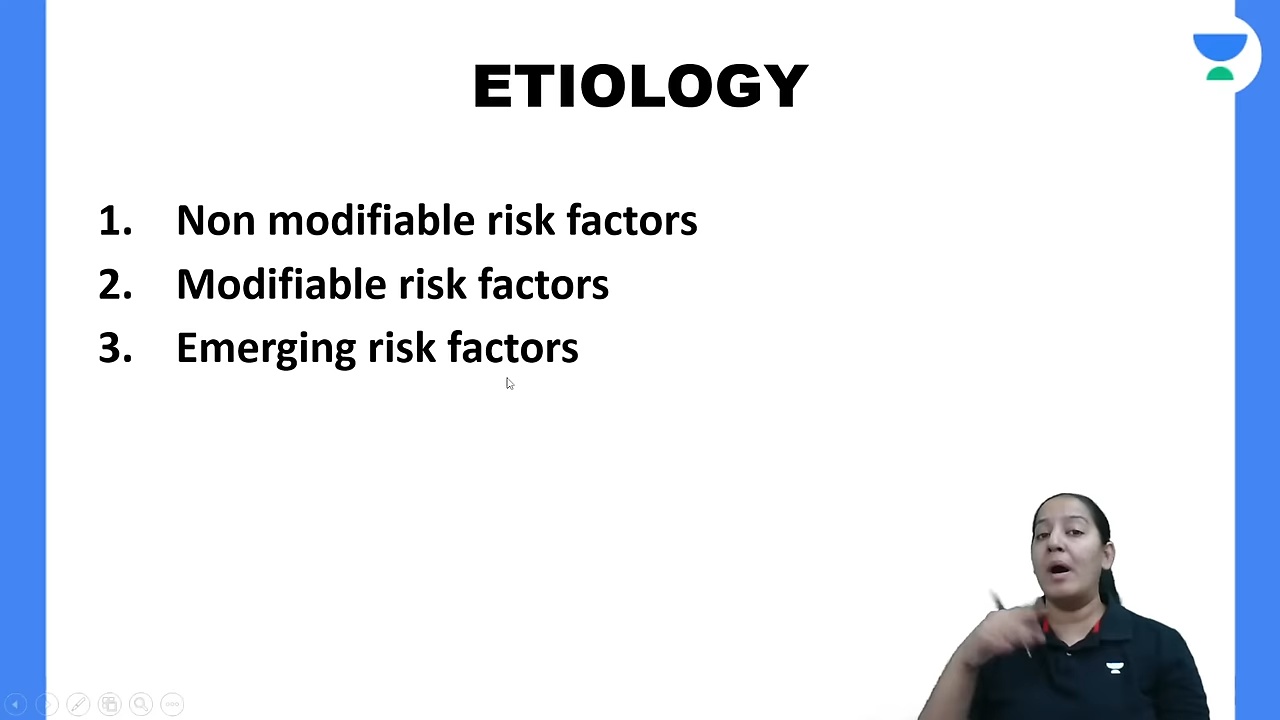 ETIOLOGY
1. Non modifiable risk factors
2. Modifiable risk factors
3. Emerging risk factors